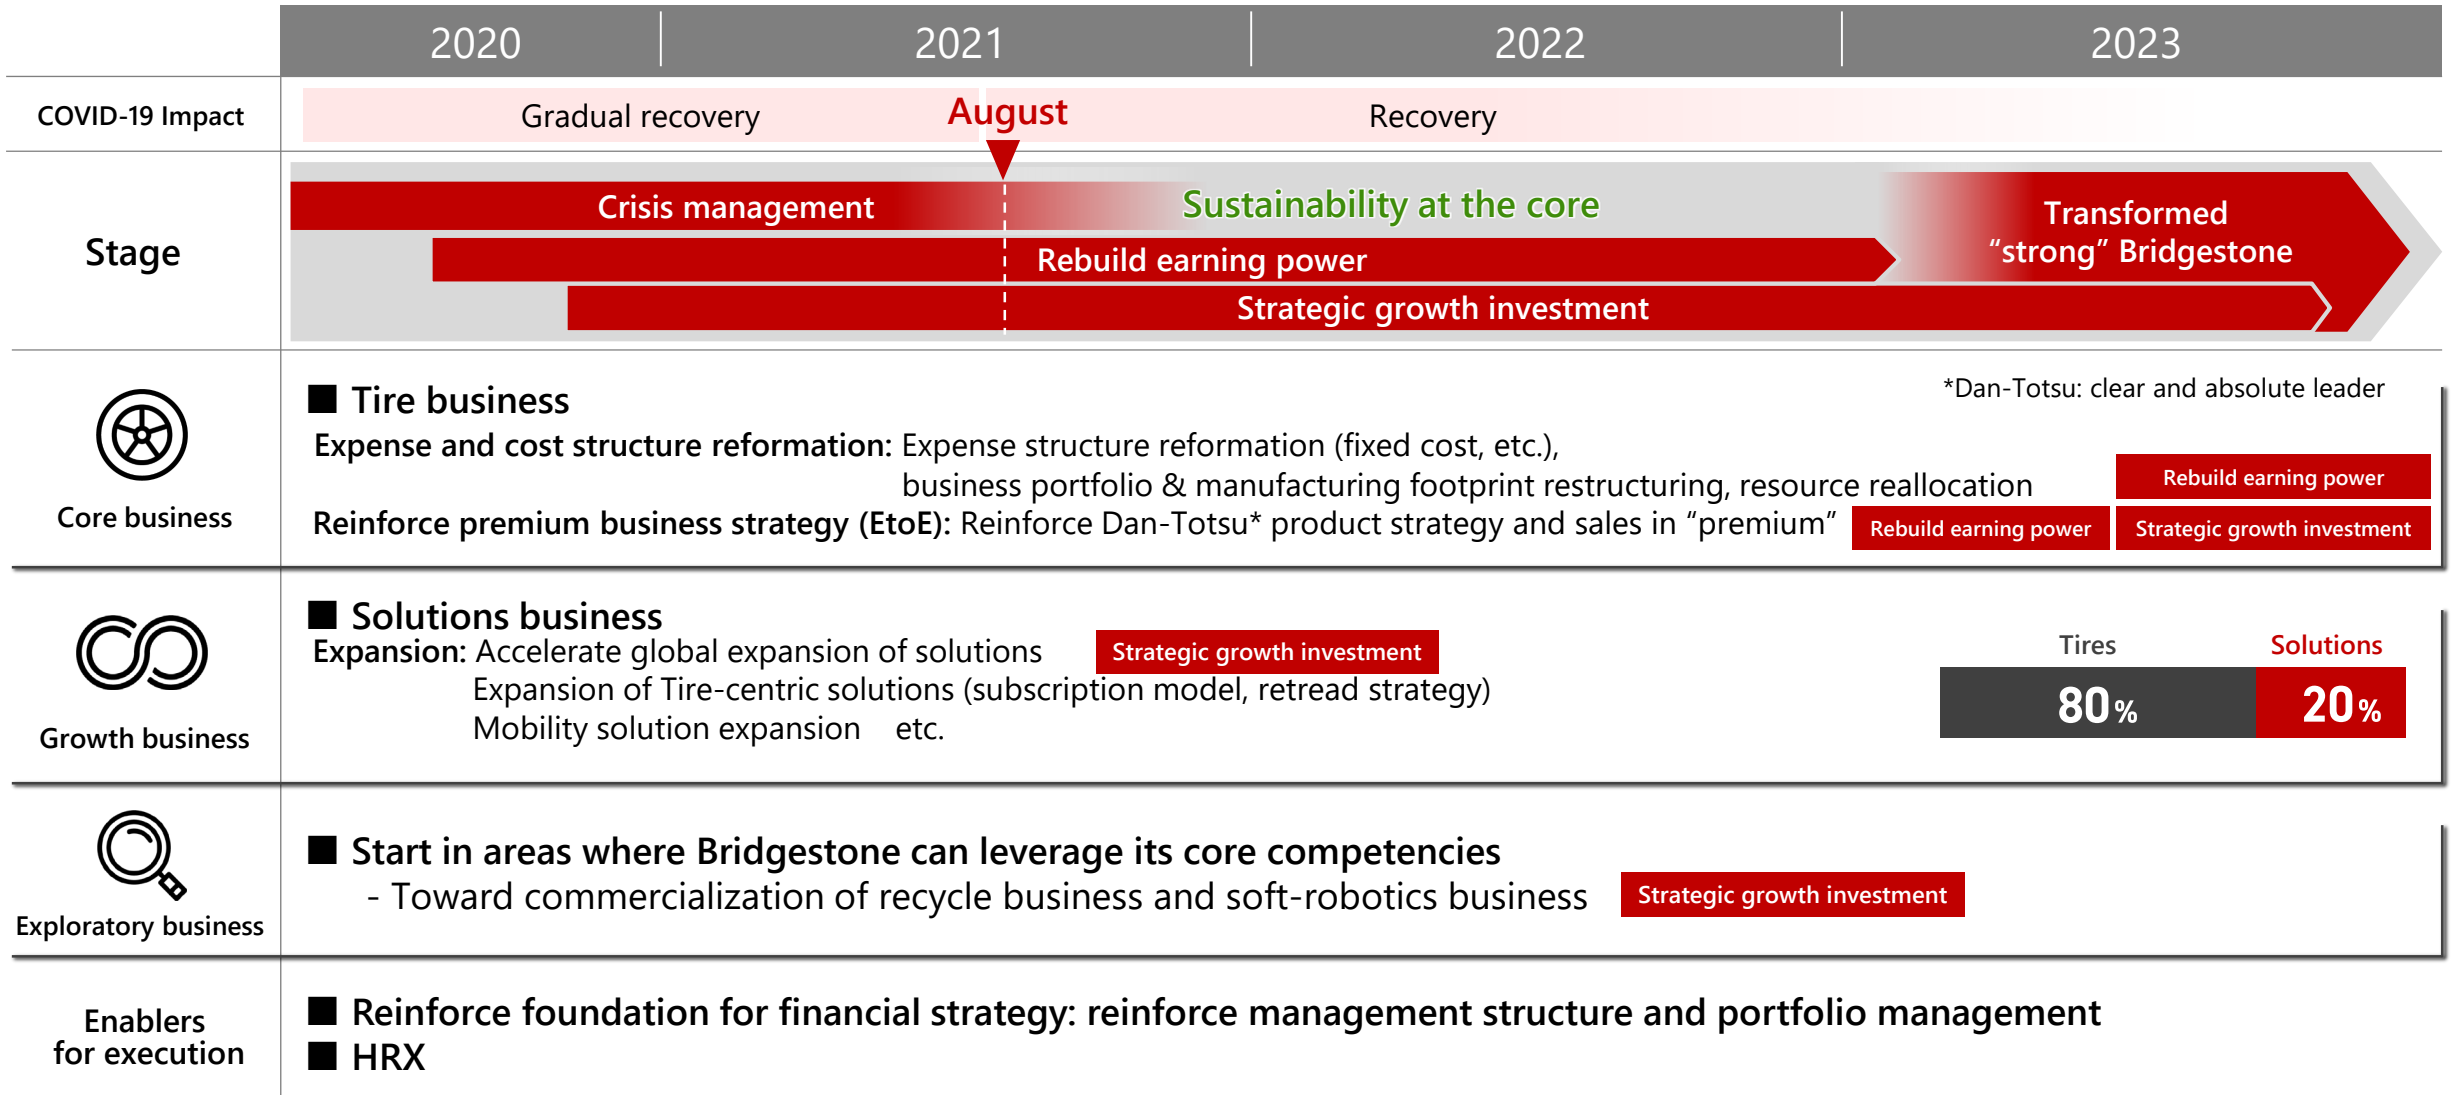 2020 2021 2022 2023
COVID-19 Impact
Gradual recovery
August
Recovery
Stage
Crisis management
Sustainability at the core
Rebuild earning power
Strategic growth investment
Transformed
“strong” Bridgestone
Core business
■ Tire business
*Dan-Totsu: clear and absolute leader
Expense and cost structure reformation: Expense structure reformation (fixed cost, etc.),
business portfolio & manufacturing footprint restructuring, resource reallocation
Rebuild earning power
Reinforce premium business strategy (EtoE): Reinforce Dan-Totsu* product strategy and sales in “premium”
Rebuild earning power
Strategic growth investment
Growth business
■ Solutions business
Expansion: Accelerate global expansion of solutions
Strategic growth investment
Expansion of Tire-centric solutions (subscription model, retread strategy)
Mobility solution expansion etc.
Tires Solutions
80% 20%
Exploratory business
■ Start in areas where Bridgestone can leverage its core competencies
- Toward commercialization of recycle business and soft-robotics business
Strategic growth investment
Enablers
for execution
■ Reinforce foundation for financial strategy: reinforce management structure and portfolio management
■ HRX